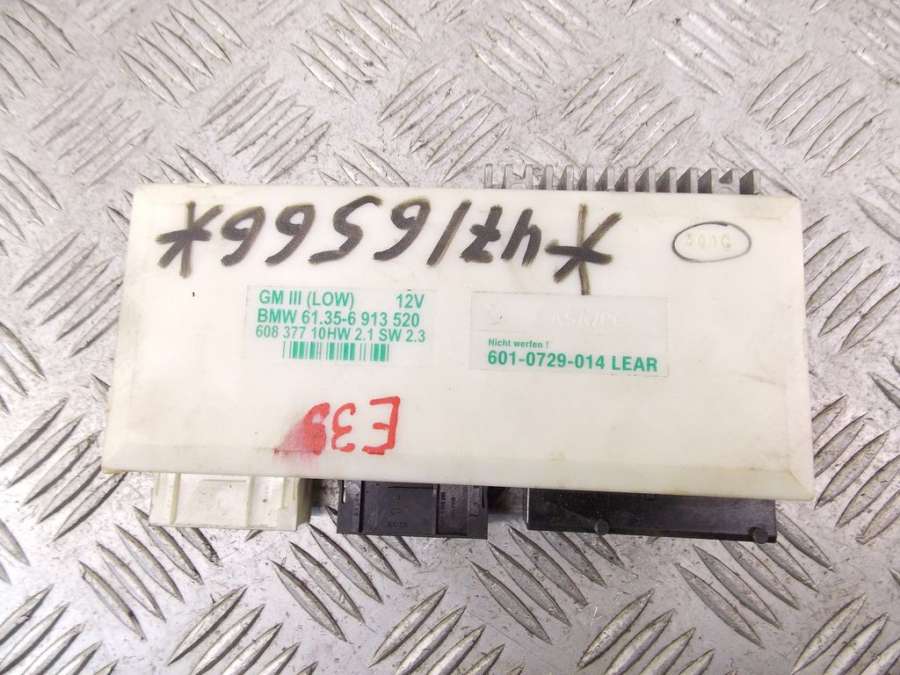 *4716566*
GM III (LOW) 12V
BMW 61.35-6 913 520
608 377 10HW 2.1 SW 2.3
Nicht werfen !
601-0729-014 LEAR
E39